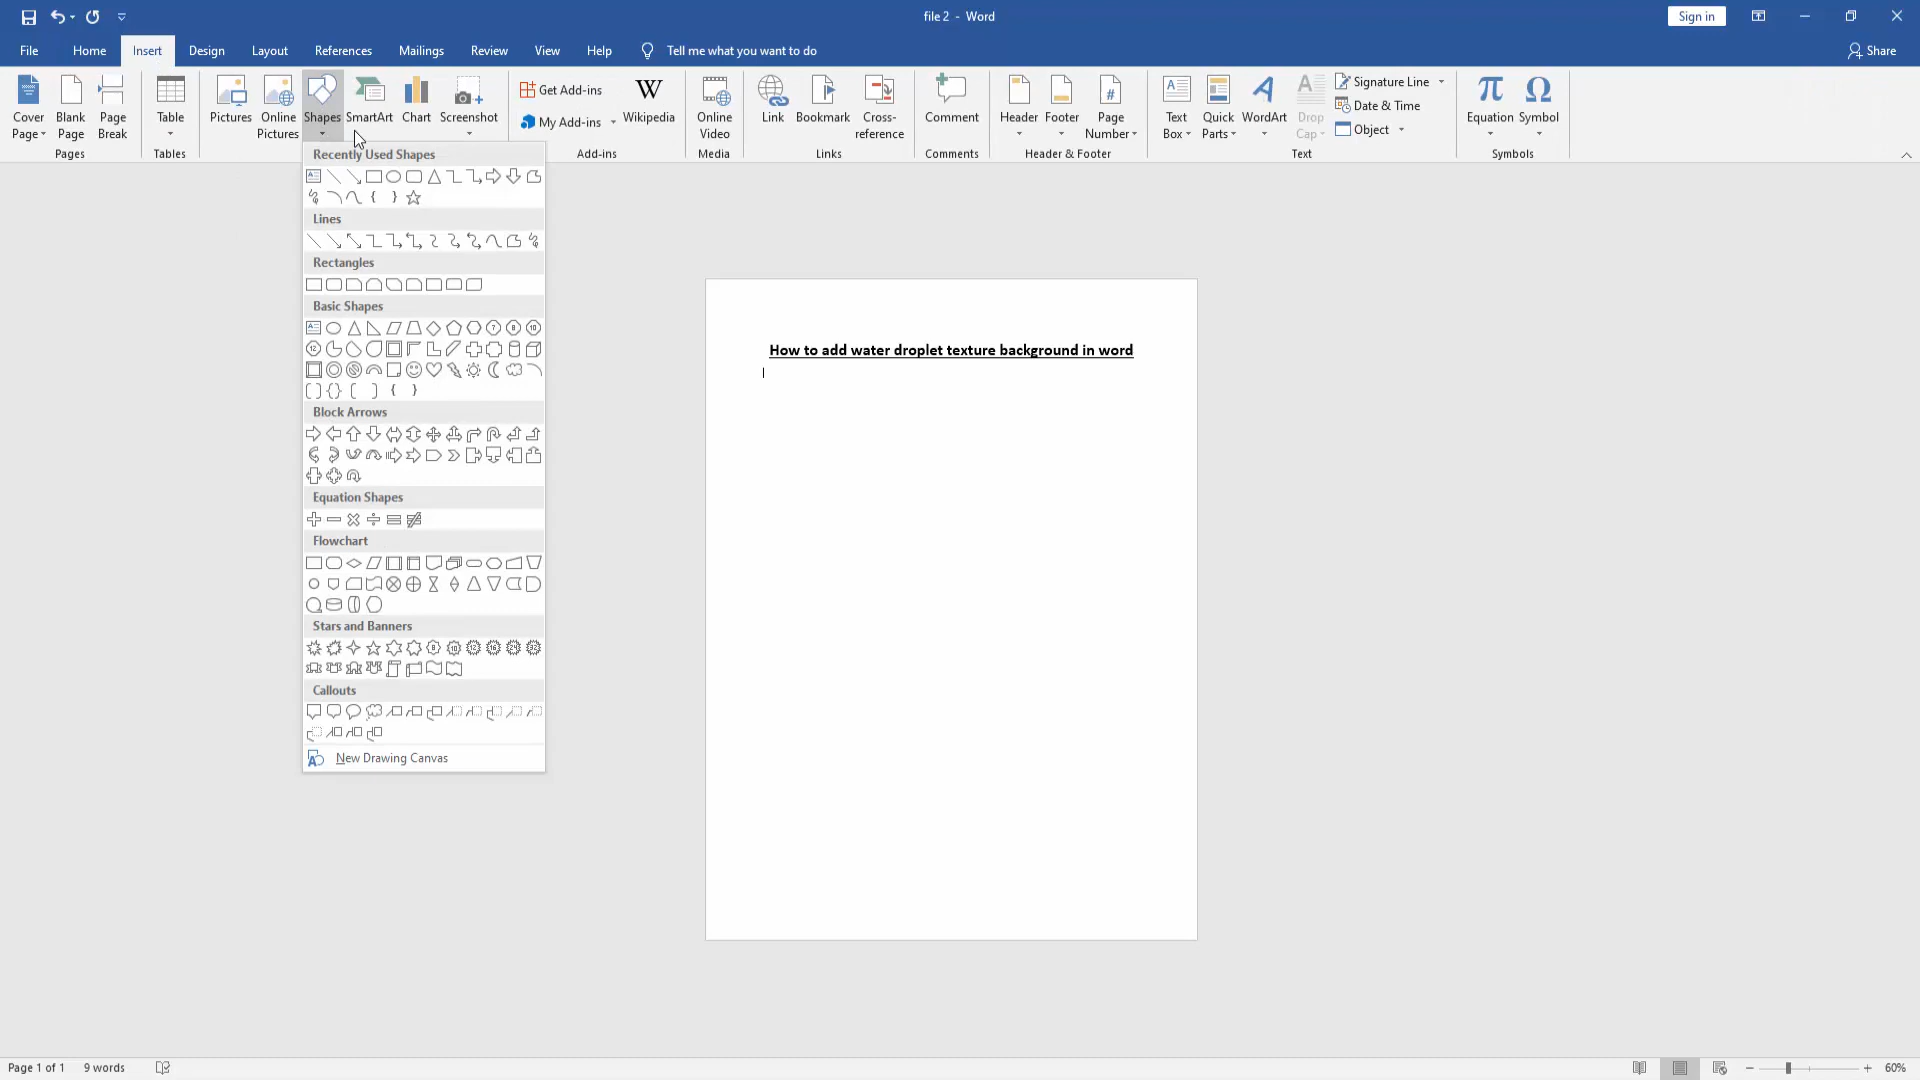 file 2 - Word
Sign in
File Home Insert Design Layout References Mailings Review View Help Tell me what you want to do Share
Cover Page
Blank Page
Page Break
Table
Pictures
Online Pictures
Shapes
SmartArt
Chart
Screenshot
Get Add-ins
My Add-ins
Wikipedia
Online Video
Link
Bookmark
Cross-reference
Comment
Header
Footer
Page Number
Text Box
Quick Parts
WordArt
Drop Cap
Signature Line
Date & Time
Object
Equation
Symbol
Pages Tables Add-ins Media Links Comments Header & Footer Text Symbols
Recently Used Shapes
Lines
Rectangles
Basic Shapes
Block Arrows
Equation Shapes
Flowchart
Stars and Banners
Callouts
New Drawing Canvas
How to add water droplet texture background in word
Page 1 of 1 9 words 60%